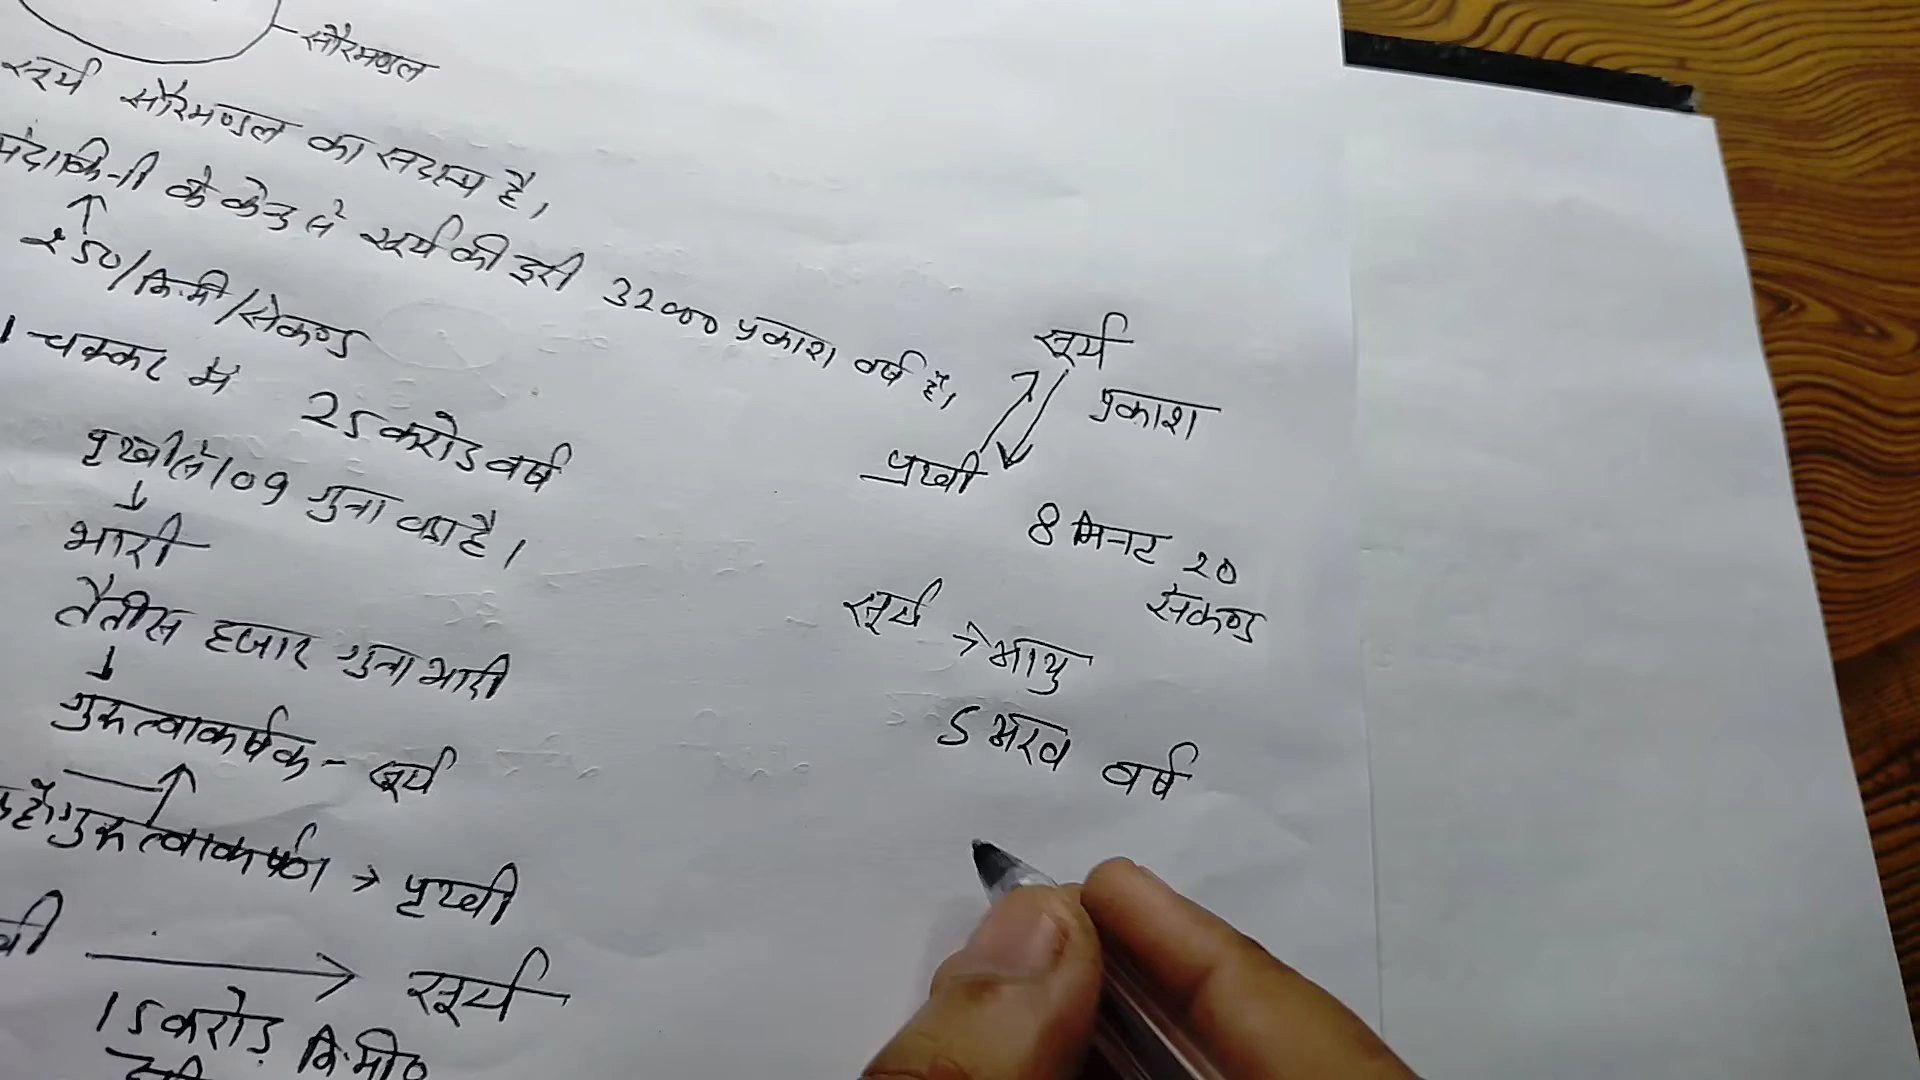 सौरमण्डल
सूर्य सौरमण्डल का सदस्य है,
मंदाकिनी के केन्द्र से सूर्य की दूरी 32000 प्रकाश वर्ष है।
250/कि.मी/सेकण्ड
1 चक्कर में 25 करोड वर्ष
पृथ्वी से 109 गुना बडा है।
भारी
तैतीस हजार गुना भारी
गुरुत्वाकर्षक - सूर्य
गुरुत्वाकर्षण → पृथ्वी
→ सूर्य
15 करोड़ कि.मी०
सूर्य
प्रकाश
पृथ्वी
8 मिनट 20
सेकण्ड
सूर्य → आयु
5 अरब वर्ष